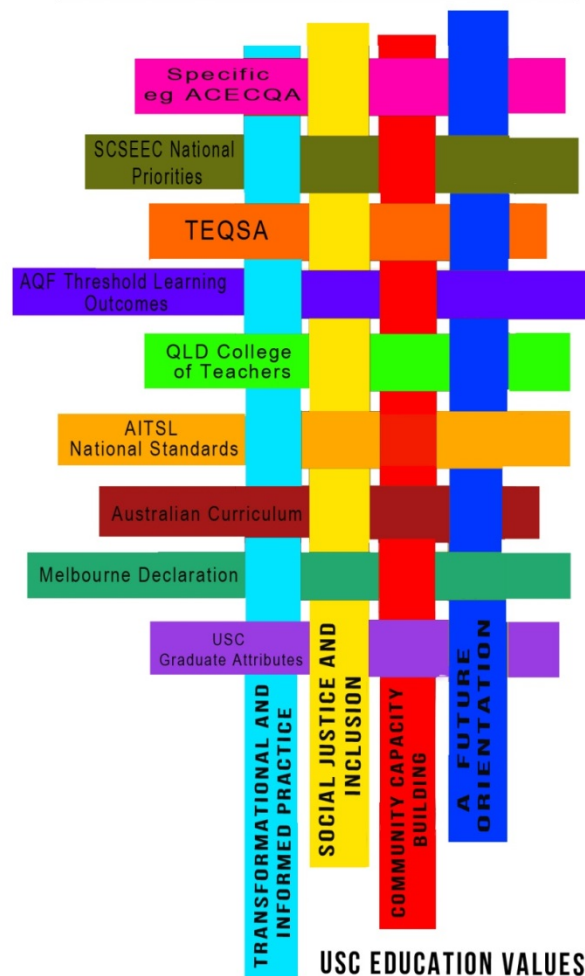 Specific
eg ACECQA
SCSEEC National
Priorities
TEQSA
AQF Threshold Learning
Outcomes
QLD College
of Teachers
AITSL
National Standards
Australian Curriculum
Melbourne Declaration
USC
Graduate Attributes
TRANSFORMATIONAL AND
INFORMED PRACTICE
SOCIAL JUSTICE AND
INCLUSION
COMMUNITY CAPACITY
BUILDING
A FUTURE
ORIENTATION
USC EDUCATION VALUES